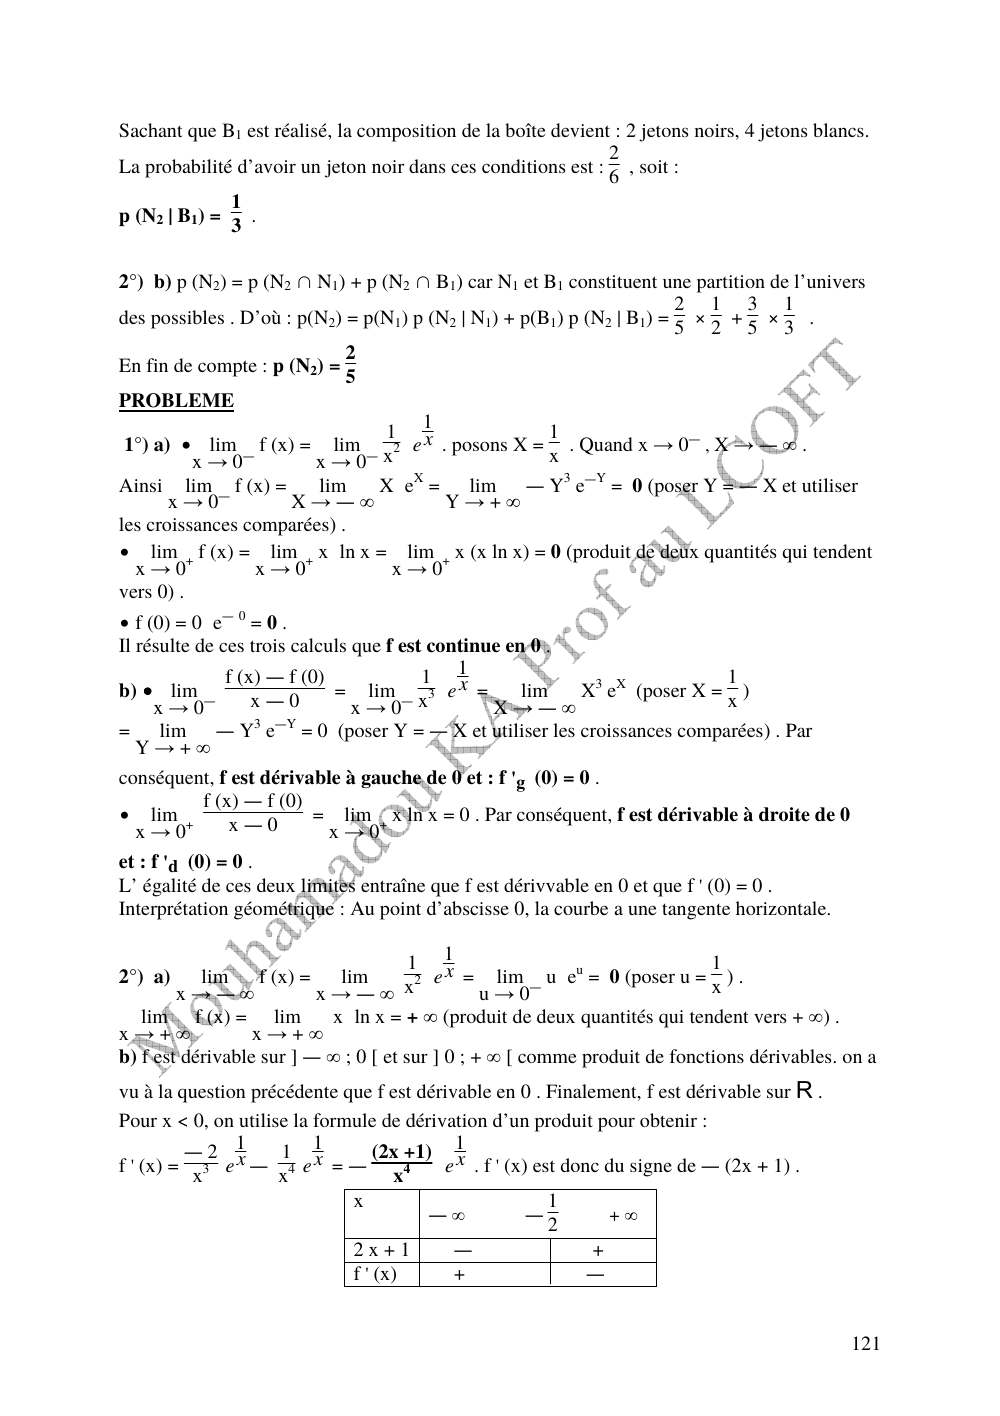 Sachant que B1 est réalisé, la composition de la boîte devient : 2 jetons noirs, 4 jetons blancs.
La probabilité d’avoir un jeton noir dans ces conditions est : 2/6 , soit :
p (N2 | B1) = 1/3 .
2°) b) p (N2) = p (N2 ∩ N1) + p (N2 ∩ B1) car N1 et B1 constituent une partition de l’univers
des possibles . D’où : p(N2) = p(N1) p (N2 | N1) + p(B1) p (N2 | B1) = 2/5 × 1/2 + 3/5 × 1/3 .
En fin de compte : p (N2) = 2/5
PROBLEME
1°) a) • lim x → 0⁻ f (x) = lim x → 0⁻ 1/x² e^(1/x) . posons X = 1/x . Quand x → 0⁻ , X → — ∞ .
Ainsi lim x → 0⁻ f (x) = lim X → — ∞ X e^X = lim Y → + ∞ — Y³ e^(—Y) = 0 (poser Y = — X et utiliser
les croissances comparées) .
• lim x → 0⁺ f (x) = lim x → 0⁺ x ln x = lim x → 0⁺ x (x ln x) = 0 (produit de deux quantités qui tendent
vers 0) .
• f (0) = 0 e^(— 0) = 0 .
Il résulte de ces trois calculs que f est continue en 0 .
b) • lim x → 0⁻ (f (x) — f (0))/(x — 0) = lim x → 0⁻ 1/x³ e^(1/x) = lim X → — ∞ X³ e^X (poser X = 1/x )
= lim Y → + ∞ — Y³ e^(—Y) = 0 (poser Y = — X et utiliser les croissances comparées) . Par
conséquent, f est dérivable à gauche de 0 et : f 'g (0) = 0 .
• lim x → 0⁺ (f (x) — f (0))/(x — 0) = lim x → 0⁺ x ln x = 0 . Par conséquent, f est dérivable à droite de 0
et : f 'd (0) = 0 .
L’ égalité de ces deux limites entraîne que f est dérivvable en 0 et que f ' (0) = 0 .
Interprétation géométrique : Au point d’abscisse 0, la courbe a une tangente horizontale.
2°) a) lim x → — ∞ f (x) = lim x → — ∞ 1/x² e^(1/x) = lim u → 0⁻ u e^u = 0 (poser u = 1/x ) .
lim x → + ∞ f (x) = lim x → + ∞ x ln x = + ∞ (produit de deux quantités qui tendent vers + ∞) .
b) f est dérivable sur ] — ∞ ; 0 [ et sur ] 0 ; + ∞ [ comme produit de fonctions dérivables. on a
vu à la question précédente que f est dérivable en 0 . Finalement, f est dérivable sur R .
Pour x < 0, on utilise la formule de dérivation d’un produit pour obtenir :
f ' (x) = — 2/x³ e^(1/x) — 1/x⁴ e^(1/x) = — (2x +1)/x⁴ e^(1/x) . f ' (x) est donc du signe de — (2x + 1) .
x — ∞ — 1/2 + ∞
2 x + 1 — +
f ' (x) + —
Mouhamadou KA Prof au LCOFT
121